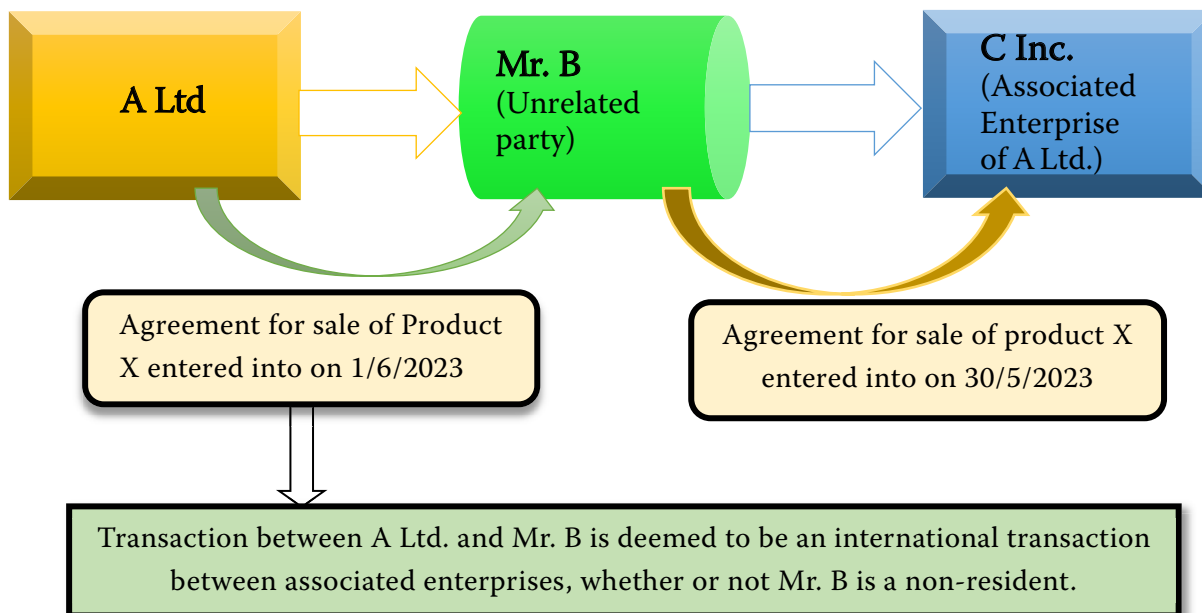 A Ltd
Mr. B
(Unrelated
party)
C Inc.
(Associated
Enterprise
of A Ltd.)
Agreement for sale of Product
X entered into on 1/6/2023
Agreement for sale of product X
entered into on 30/5/2023
Transaction between A Ltd. and Mr. B is deemed to be an international transaction
between associated enterprises, whether or not Mr. B is a non-resident.